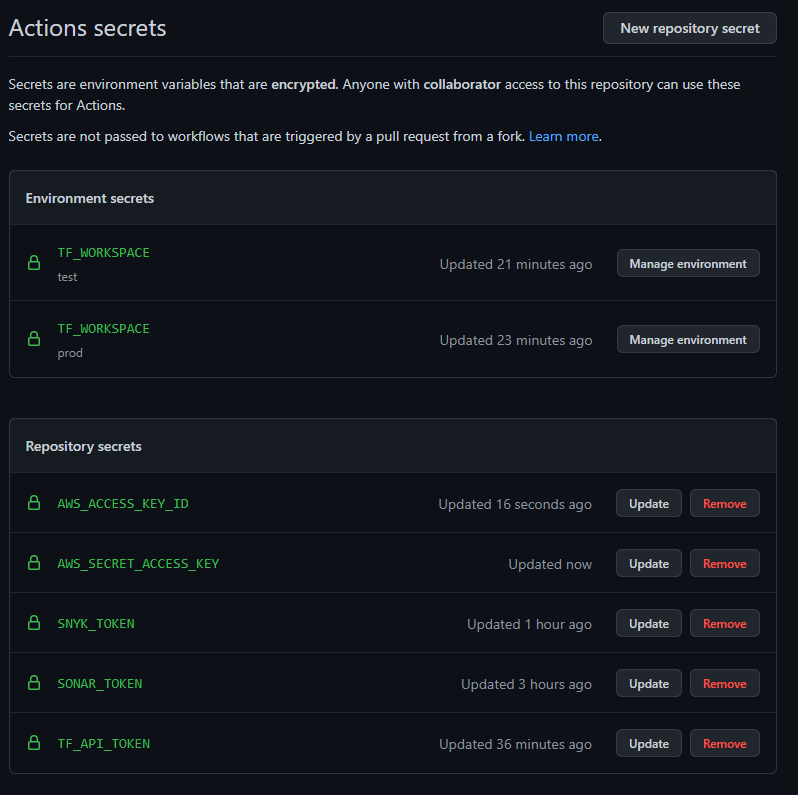 Actions secrets
New repository secret
Secrets are environment variables that are encrypted. Anyone with collaborator access to this repository can use these
secrets for Actions.
Secrets are not passed to workflows that are triggered by a pull request from a fork. Learn more.
Environment secrets
TF_WORKSPACE
test
Updated 21 minutes ago
Manage environment
TF_WORKSPACE
prod
Updated 23 minutes ago
Manage environment
Repository secrets
AWS_ACCESS_KEY_ID Updated 16 seconds ago Update Remove
AWS_SECRET_ACCESS_KEY Updated now Update Remove
SNYK_TOKEN Updated 1 hour ago Update Remove
SONAR_TOKEN Updated 3 hours ago Update Remove
TF_API_TOKEN Updated 36 minutes ago Update Remove